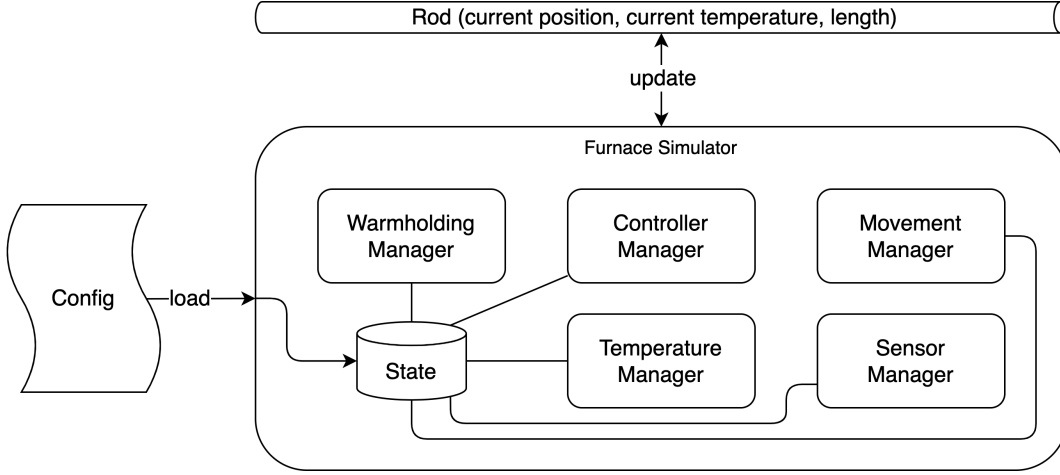 Rod (current position, current temperature, length)
update
Furnace Simulator
Warmholding
Manager
Controller
Manager
Movement
Manager
Config
load
State
Temperature
Manager
Sensor
Manager